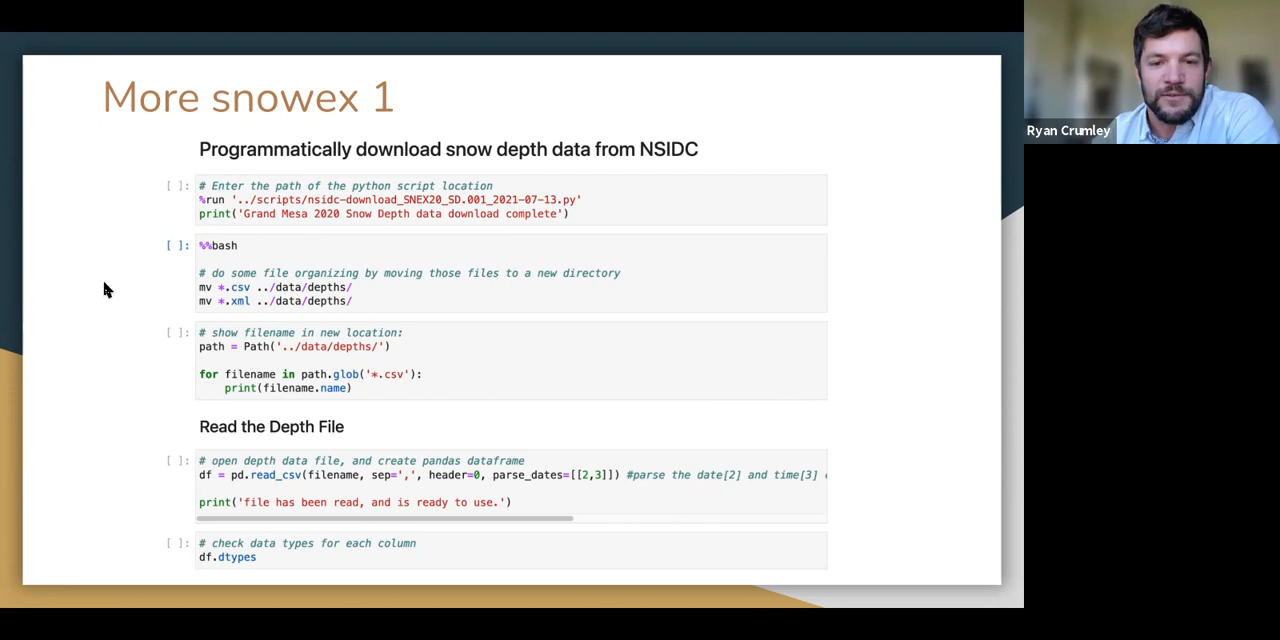 More snowex 1
Ryan Crumley
Programmatically download snow depth data from NSIDC
[ ]: # Enter the path of the python script location
%run '../scripts/nsidc-download_SNEX20_SD.001_2021-07-13.py'
print('Grand Mesa 2020 Snow Depth data download complete')
[ ]: %%bash
# do some file organizing by moving those files to a new directory
mv *.csv ../data/depths/
mv *.xml ../data/depths/
[ ]: # show filename in new location:
path = Path('../data/depths/')
for filename in path.glob('*.csv'):
    print(filename.name)
Read the Depth File
[ ]: # open depth data file, and create pandas dataframe
df = pd.read_csv(filename, sep=',', header=0, parse_dates=[[2,3]]) #parse the date[2] and time[3]
print('file has been read, and is ready to use.')
[ ]: # check data types for each column
df.dtypes